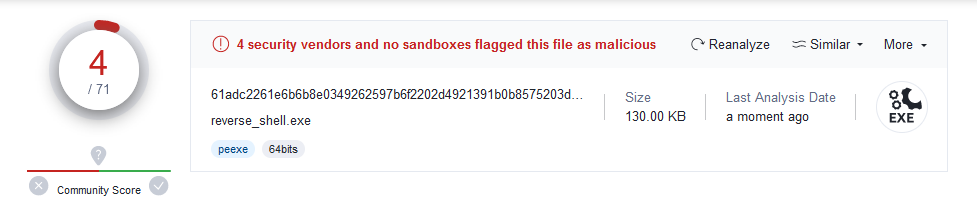 4
/ 71
?
Community Score
4 security vendors and no sandboxes flagged this file as malicious
Reanalyze
Similar
More
61adc2261e6b6b8e0349262597b6f2202d4921391b0b8575203d...
reverse_shell.exe
peexe
64bits
Size
130.00 KB
Last Analysis Date
a moment ago
EXE